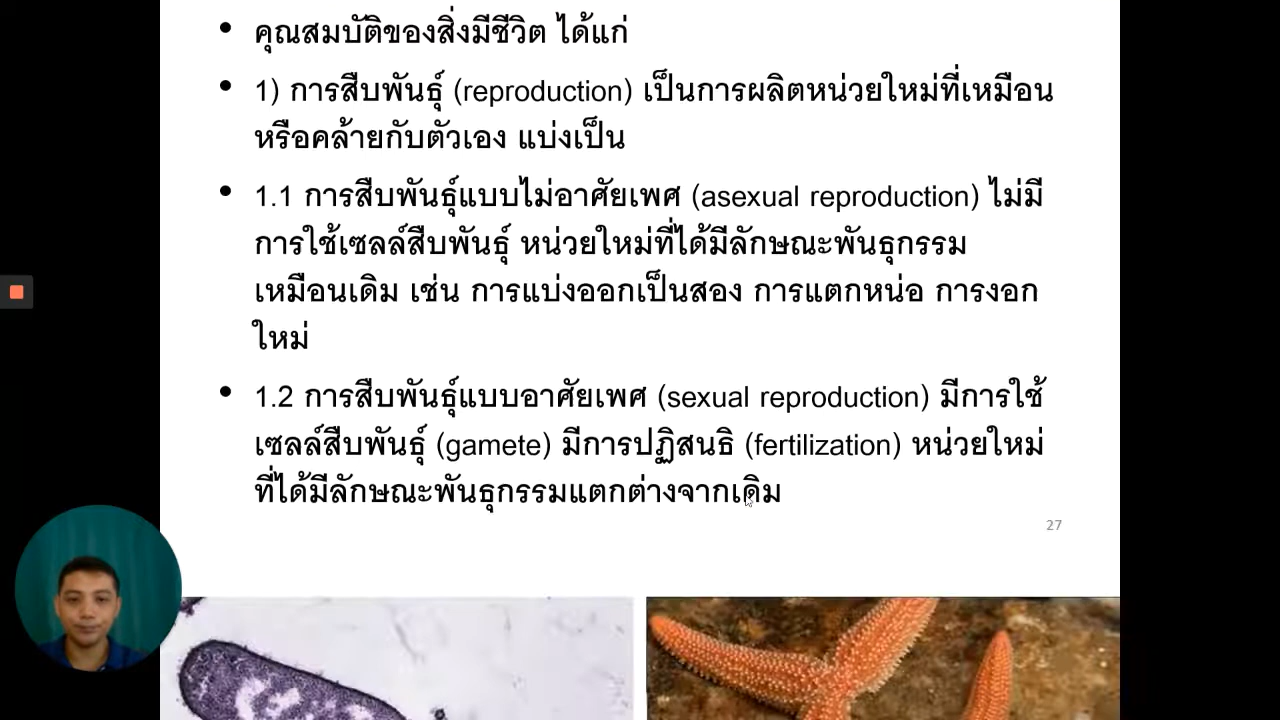 • คุณสมบัติของสิ่งมีชีวิต ได้แก่
• 1) การสืบพันธุ์ (reproduction) เป็นการผลิตหน่วยใหม่ที่เหมือน
หรือคล้ายกับตัวเอง แบ่งเป็น
• 1.1 การสืบพันธุ์แบบไม่อาศัยเพศ (asexual reproduction) ไม่มี
การใช้เซลล์สืบพันธุ์ หน่วยใหม่ที่ได้มีลักษณะพันธุกรรม
เหมือนเดิม เช่น การแบ่งออกเป็นสอง การแตกหน่อ การงอก
ใหม่
• 1.2 การสืบพันธุ์แบบอาศัยเพศ (sexual reproduction) มีการใช้
เซลล์สืบพันธุ์ (gamete) มีการปฏิสนธิ (fertilization) หน่วยใหม่
ที่ได้มีลักษณะพันธุกรรมแตกต่างจากเดิม
27